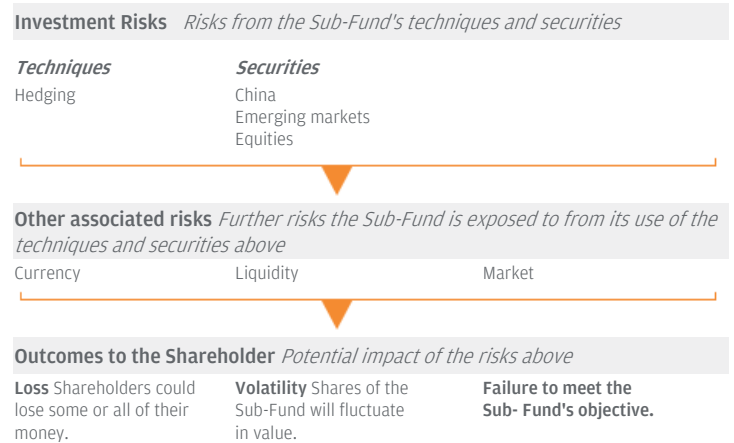 Investment Risks Risks from the Sub-Fund's techniques and securities
Techniques Securities
Hedging China
Emerging markets
Equities
Other associated risks Further risks the Sub-Fund is exposed to from its use of the
techniques and securities above
Currency Liquidity Market
Outcomes to the Shareholder Potential impact of the risks above
Loss Shareholders could Volatility Shares of the Failure to meet the
lose some or all of their Sub-Fund will fluctuate Sub- Fund's objective.
money. in value.